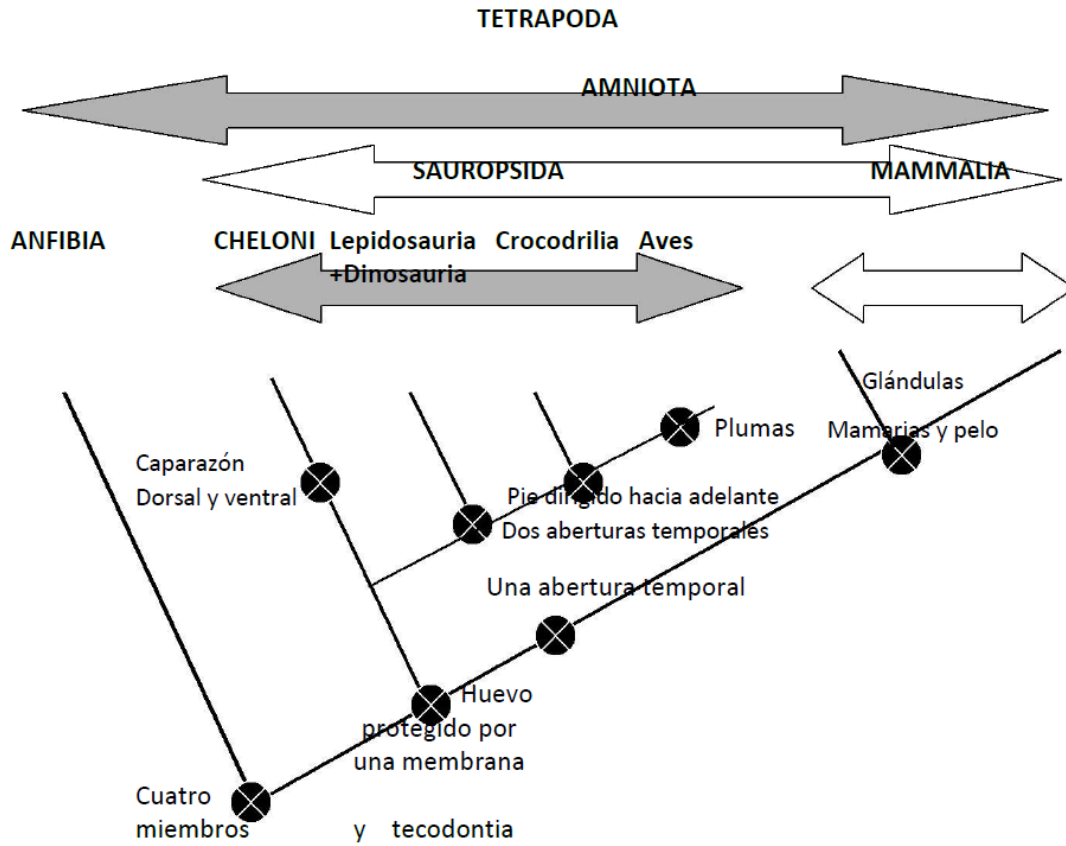 TETRAPODA
AMNIOTA
SAUROPSIDA MAMMALIA
ANFIBIA CHELONI Lepidosauria Crocodrilia Aves
+Dinosauria
Glándulas
Plumas Mamarias y pelo
Caparazón
Dorsal y ventral Pie dirigido hacia adelante
Dos aberturas temporales
Una abertura temporal
Huevo
protegido por
una membrana
Cuatro
miembros y tecodontia